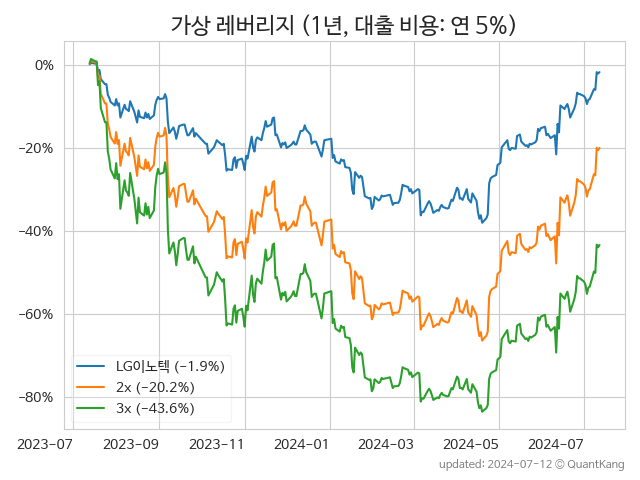 가상 레버리지 (1년, 대출 비용: 연 5%)
0%
−20%
−40%
−60%
−80%
LG이노텍 (−1.9%)
2x (−20.2%)
3x (−43.6%)
2023-07 2023-09 2023-11 2024-01 2024-03 2024-05 2024-07
updated: 2024-07-12 © QuantKang